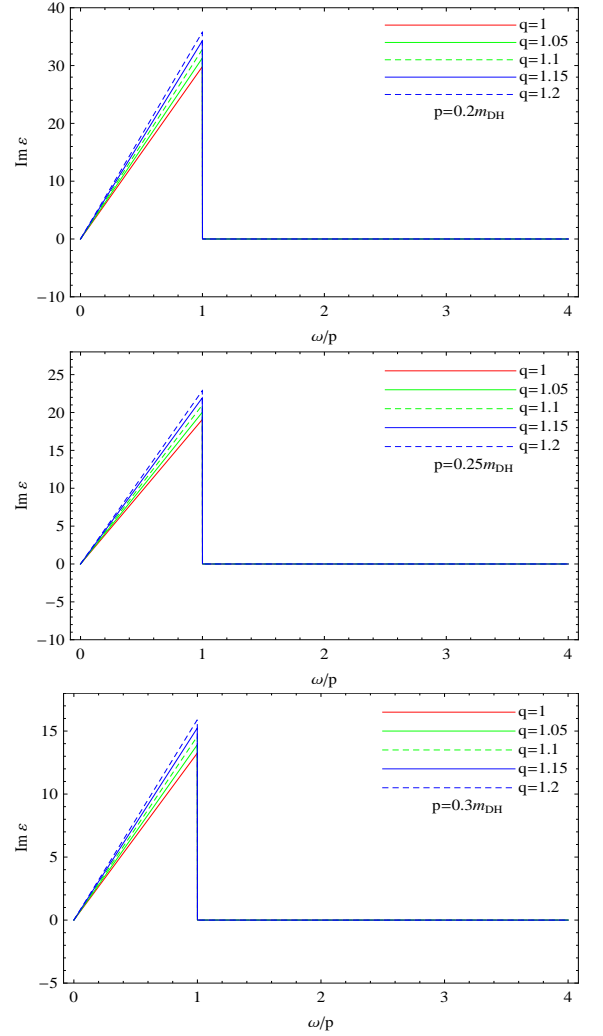 40
30
20
10
0
−10
Im ε
q=1
q=1.05
q=1.1
q=1.15
q=1.2
p=0.2m_DH
0 1 2 3 4
ω/p
25
20
15
10
5
0
−5
−10
Im ε
q=1
q=1.05
q=1.1
q=1.15
q=1.2
p=0.25m_DH
0 1 2 3 4
ω/p
15
10
5
0
−5
Im ε
q=1
q=1.05
q=1.1
q=1.15
q=1.2
p=0.3m_DH
0 1 2 3 4
ω/p